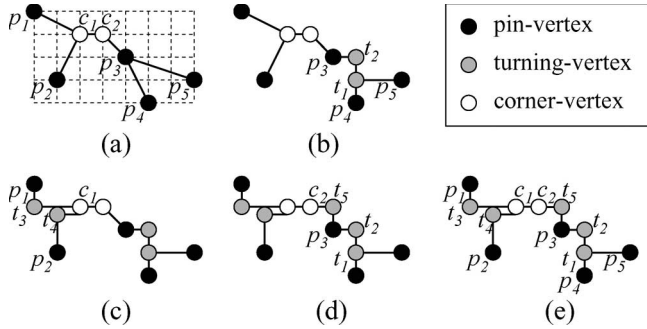 p1 c1 c2
p2 p3 p4 p5
(a)
p3 t2
t1 p5
p4
(b)
pin-vertex
turning-vertex
corner-vertex
p1 c1
t3 t4
p2
(c)
c2 t5
p3 t2
t1
(d)
p1 c1 c2 t5
t3 t4
p2 p3 t2
t1 p5
p4
(e)